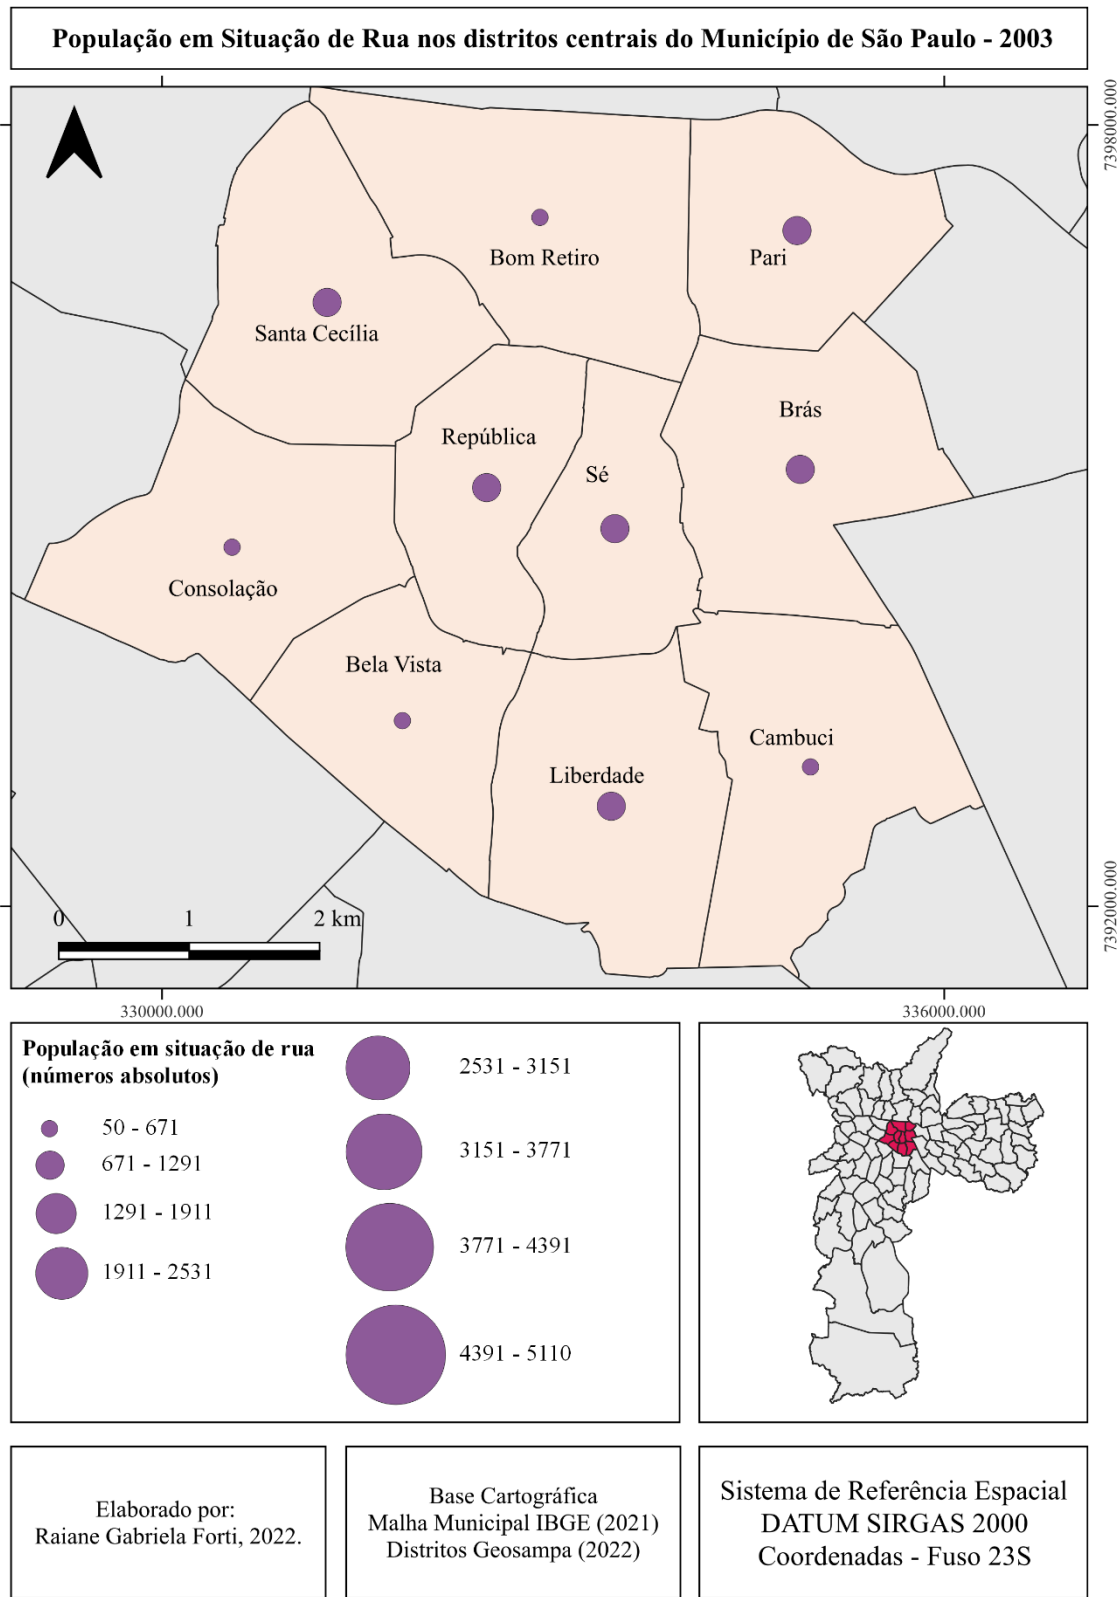 População em Situação de Rua nos distritos centrais do Município de São Paulo - 2003
7398000.000
Bom Retiro
Pari
Santa Cecília
Brás
República
Sé
Consolação
Bela Vista
Cambuci
Liberdade
7392000.000
0 1 2 km
330000.000
336000.000
População em situação de rua
(números absolutos)
50 - 671
671 - 1291
1291 - 1911
1911 - 2531
2531 - 3151
3151 - 3771
3771 - 4391
4391 - 5110
Elaborado por:
Raiane Gabriela Forti, 2022.
Base Cartográfica
Malha Municipal IBGE (2021)
Distritos Geosampa (2022)
Sistema de Referência Espacial
DATUM SIRGAS 2000
Coordenadas - Fuso 23S